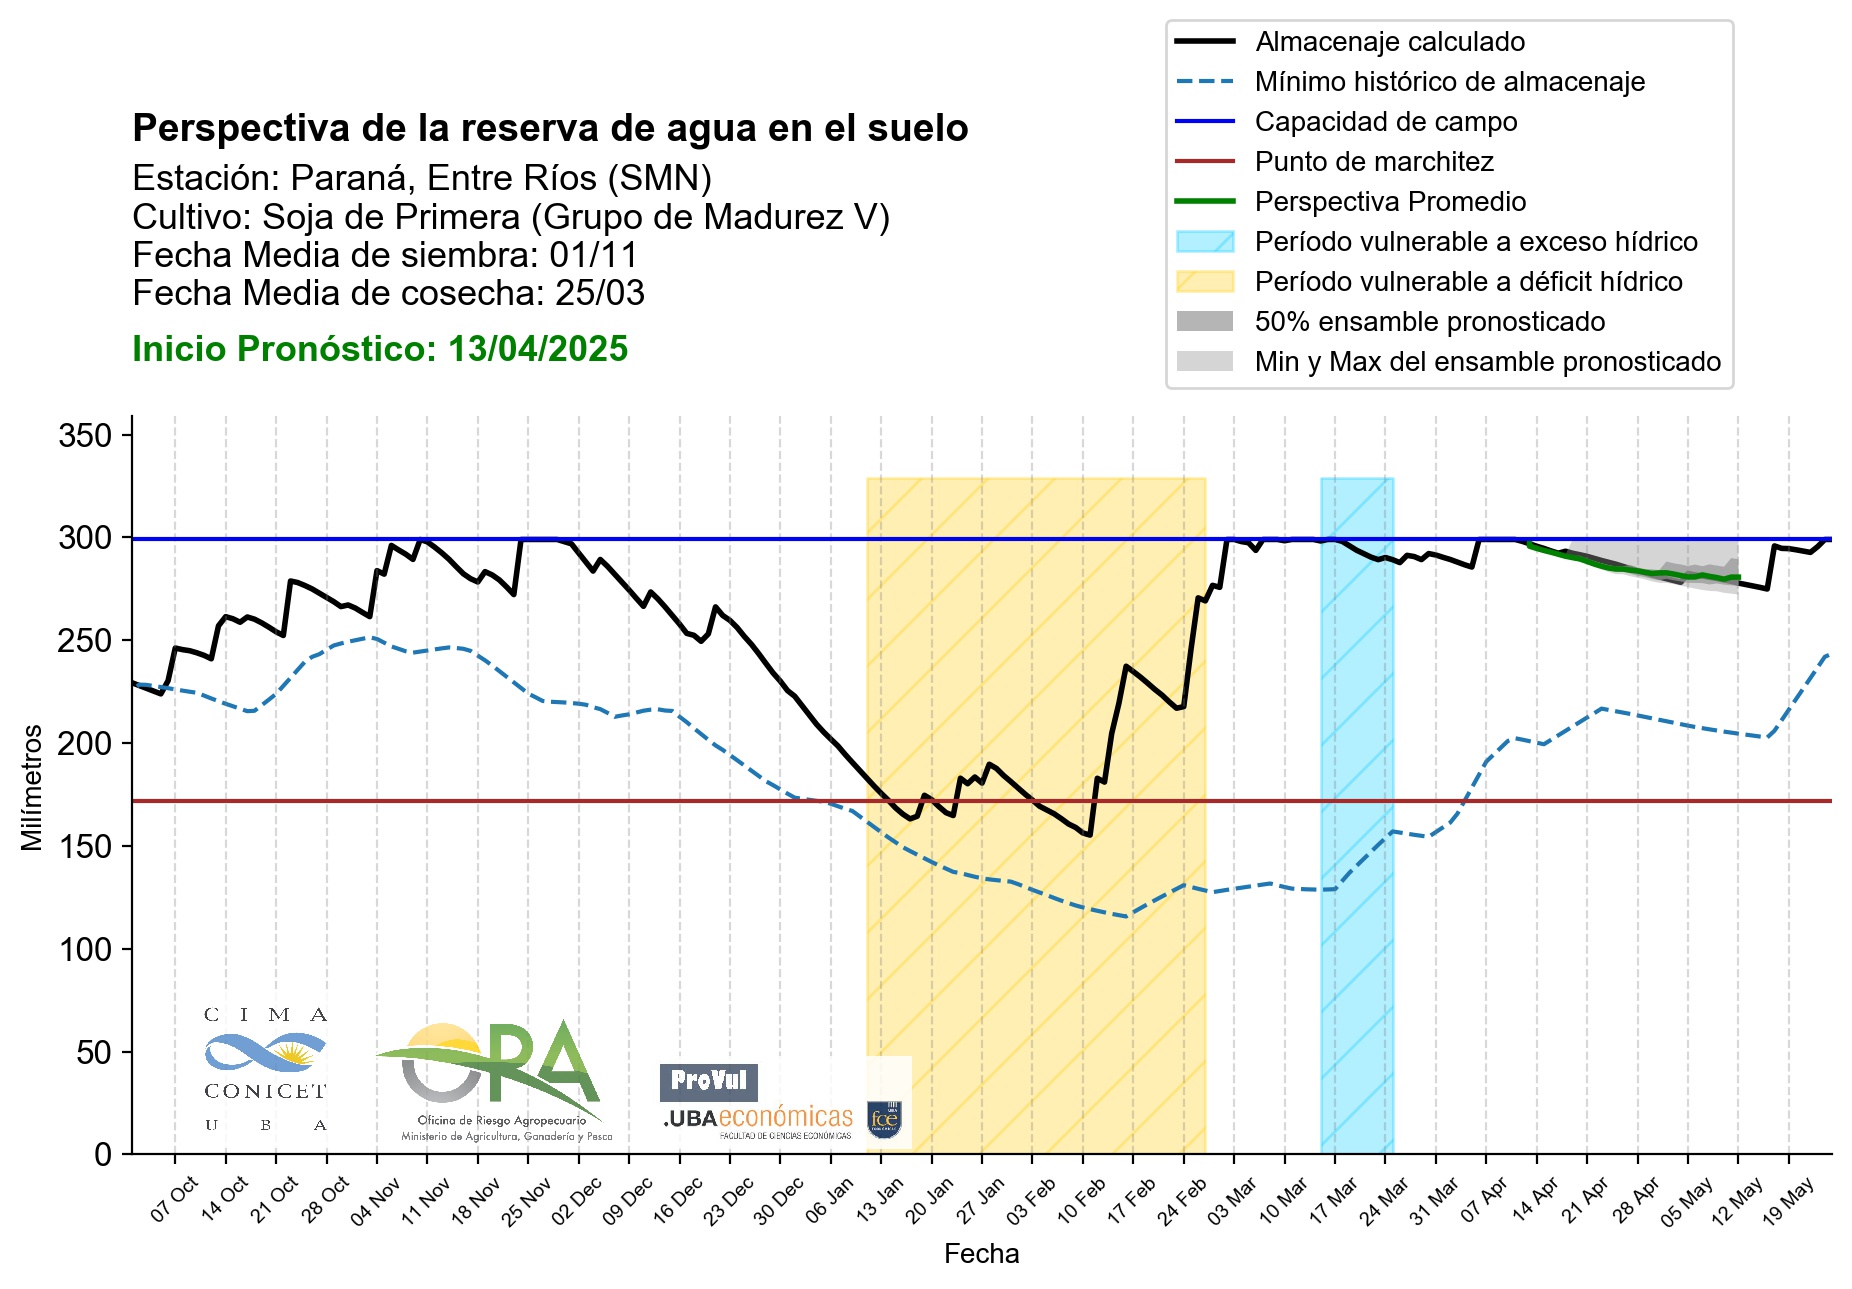 Almacenaje calculado
Mínimo histórico de almacenaje
Capacidad de campo
Punto de marchitez
Perspectiva Promedio
Período vulnerable a exceso hídrico
Período vulnerable a déficit hídrico
50% ensamble pronosticado
Min y Max del ensamble pronosticado
Perspectiva de la reserva de agua en el suelo
Estación: Paraná, Entre Ríos (SMN)
Cultivo: Soja de Primera (Grupo de Madurez V)
Fecha Media de siembra: 01/11
Fecha Media de cosecha: 25/03
Inicio Pronóstico: 13/04/2025
Milímetros
350
300
250
200
150
100
50
0
CIMA
CONICET
UBA
ORA
Oficina de Riesgo Agropecuario
Ministerio de Agricultura, Ganadería y Pesca
ProVul
.UBAeconómicas
FACULTAD DE CIENCIAS ECONÓMICAS
UBA
fce
07 Oct
14 Oct
21 Oct
28 Oct
04 Nov
11 Nov
18 Nov
25 Nov
02 Dec
09 Dec
16 Dec
23 Dec
30 Dec
06 Jan
13 Jan
20 Jan
27 Jan
03 Feb
10 Feb
17 Feb
24 Feb
03 Mar
10 Mar
17 Mar
24 Mar
31 Mar
07 Apr
14 Apr
21 Apr
28 Apr
05 May
12 May
19 May
Fecha